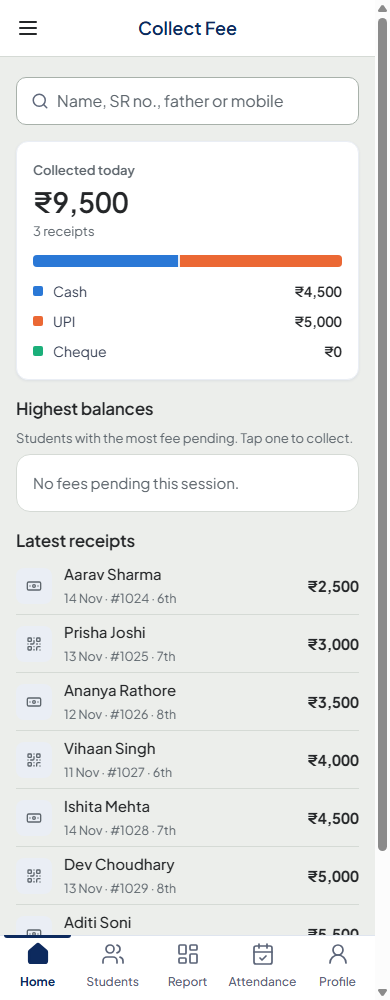 Collect Fee
Name, SR no., father or mobile
Collected today
₹9,500
3 receipts
Cash ₹4,500
UPI ₹5,000
Cheque ₹0
Highest balances
Students with the most fee pending. Tap one to collect.
No fees pending this session.
Latest receipts
Aarav Sharma
14 Nov · #1024 · 6th ₹2,500
Prisha Joshi
13 Nov · #1025 · 7th ₹3,000
Ananya Rathore
12 Nov · #1026 · 8th ₹3,500
Vihaan Singh
11 Nov · #1027 · 6th ₹4,000
Ishita Mehta
14 Nov · #1028 · 7th ₹4,500
Dev Choudhary
13 Nov · #1029 · 8th ₹5,000
Aditi Soni
₹5,500
Home Students Report Attendance Profile